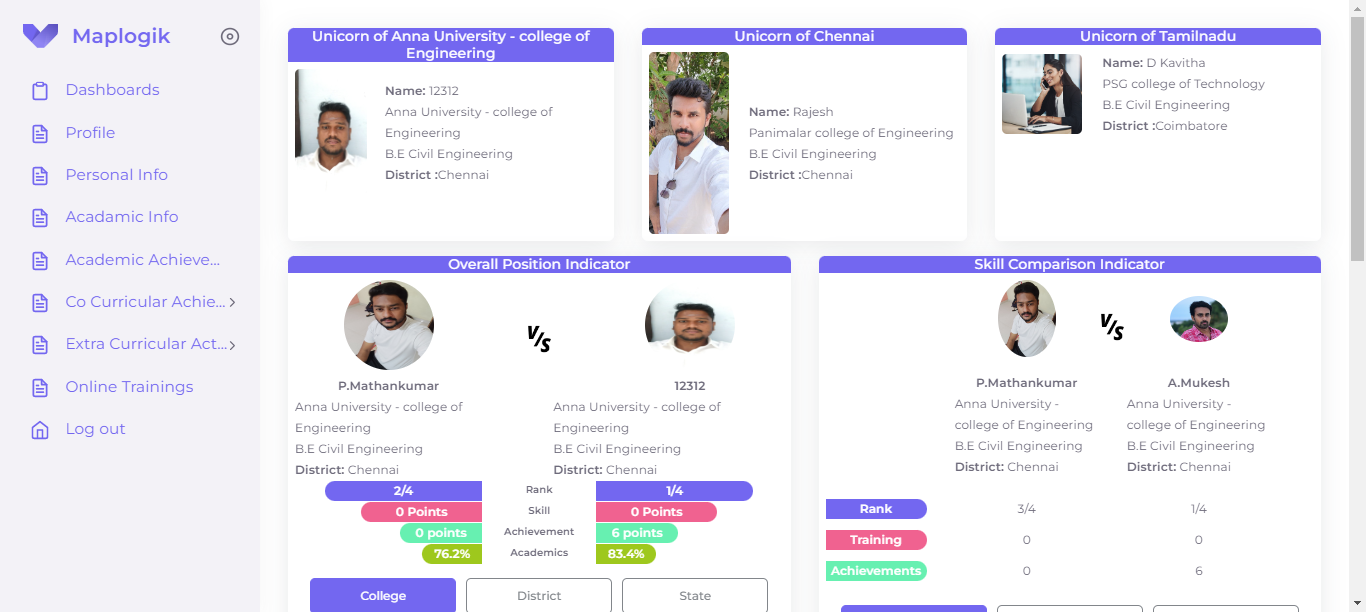 Maplogik
Dashboards
Profile
Personal Info
Acadamic Info
Academic Achieve...
Co Curricular Achie...
Extra Curricular Act...
Online Trainings
Log out
Unicorn of Anna University - college of
Engineering
Name: 12312
Anna University - college of
Engineering
B.E Civil Engineering
District :Chennai
Unicorn of Chennai
Name: Rajesh
Panimalar college of Engineering
B.E Civil Engineering
District :Chennai
Unicorn of Tamilnadu
Name: D Kavitha
PSG college of Technology
B.E Civil Engineering
District :Coimbatore
Overall Position Indicator
V/S
P.Mathankumar
Anna University - college of
Engineering
B.E Civil Engineering
District: Chennai
12312
Anna University - college of
Engineering
B.E Civil Engineering
District: Chennai
2/4 Rank 1/4
0 Points Skill 0 Points
0 points Achievement 6 points
76.2% Academics 83.4%
College District State
Skill Comparison Indicator
V/S
P.Mathankumar
Anna University -
college of Engineering
B.E Civil Engineering
District: Chennai
A.Mukesh
Anna University -
college of Engineering
B.E Civil Engineering
District: Chennai
Rank 3/4 1/4
Training 0 0
Achievements 0 6